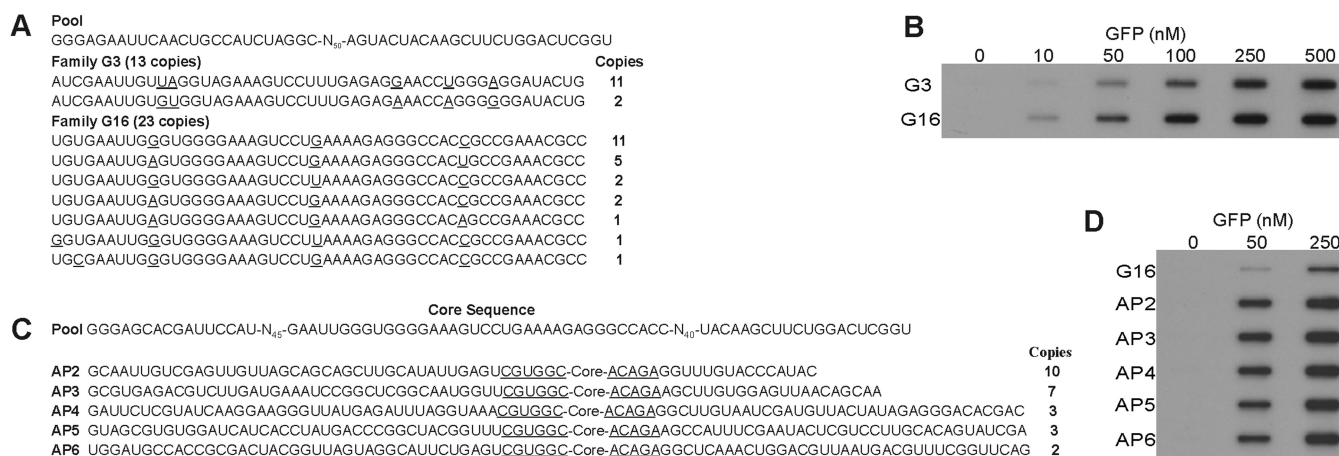 A
Pool
GGGAGAAUUCAACUGCCAUCUAGGC-N50-AGUACUACAAGCUUCUGGACUCGGU
Family G3 (13 copies) Copies
AUCGAAUUGUUAGGUAGAAAGUCCUUUGAGAGGAACCUGGGAGGAUACUG 11
AUCGAAUUGUGUGGUAGAAAGUCCUUUGAGAGAAACCAGGGGGGAUACUG 2
Family G16 (23 copies)
UGUGAAUUGGGUGGGGAAAGUCCUGAAAAGAGGGCCACCGCCGAAACGCC 11
UGUGAAUUGAGUGGGGAAAGUCCUGAAAAGAGGGCCACUGCCGAAACGCC 5
UGUGAAUUGGGUGGGGAAAGUCCUUAAAAGAGGGCCACCGCCGAAACGCC 2
UGUGAAUUGAGUGGGGAAAGUCCUGAAAAGAGGGCCACCGCCGAAACGCC 2
UGUGAAUUGAGUGGGGAAAGUCCUGAAAAGAGGGCCACAGCCGAAACGCC 1
GGUGAAUUGGGUGGGGAAAGUCCUUAAAAGAGGGCCACCGCCGAAACGCC 1
UGCGAAUUGGGUGGGGAAAGUCCUGAAAAGAGGGCCACCGCCGAAACGCC 1
B
GFP (nM)
0 10 50 100 250 500
G3
G16
C
Core Sequence
Pool GGGAGCACGAUUCCAU-N45-GAAUUGGGUGGGGAAAGUCCUGAAAAGAGGGCCACC-N40-UACAAGCUUCUGGACUCGGU
Copies
AP2 GCAAUUGUCGAGUUGUUAGCAGCAGCUUGCAUAUUGAGUCGUGGC-Core-ACAGAGGUUUGUACCCAUAC 10
AP3 GCGUGAGACGUCUUGAUGAAAUCCGGCUCGGCAAUGGUUCGUGGC-Core-ACAGAAGCUUGUGGAGUUAACAGCAA 7
AP4 GAUUCUCGUAUCAAGGAAGGGUUAUGAGAUUUAGGUAAACGUGGC-Core-ACAGAGGCUUGUAAUCGAUGUUACUAUAGAGGGACACGAC 3
AP5 GUAGCGUGUGGAUCAUCACCUAUGACCCGGCUACGGUUUCGUGGC-Core-ACAGAAGCCAUUUCGAAUACUCGUCCUUGCACAGUAUCGA 3
AP6 UGGAUGCCACCGCGACUACGGUUAGUAGGCAUUCUGAGUCGUGGC-Core-ACAGAGGCUCAAACUGGACGUUAAUGACGUUUCGGUUCAG 2
D
GFP (nM)
0 50 250
G16
AP2
AP3
AP4
AP5
AP6